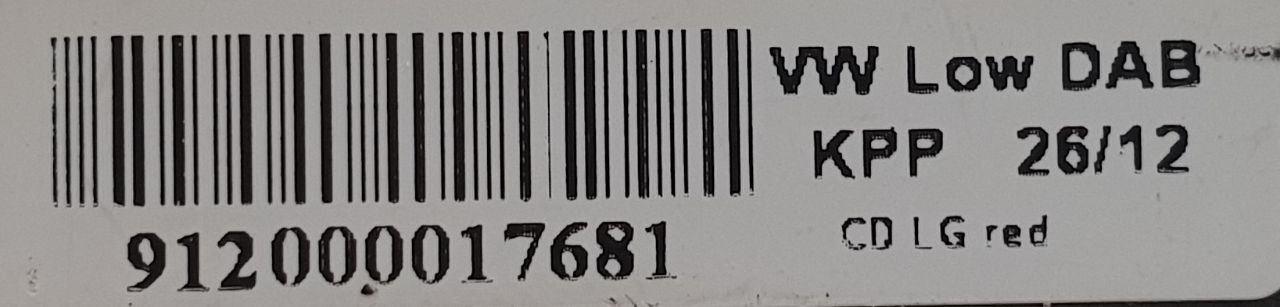 VW Low DAB
KPP 26/12
CD LG red
912000017681